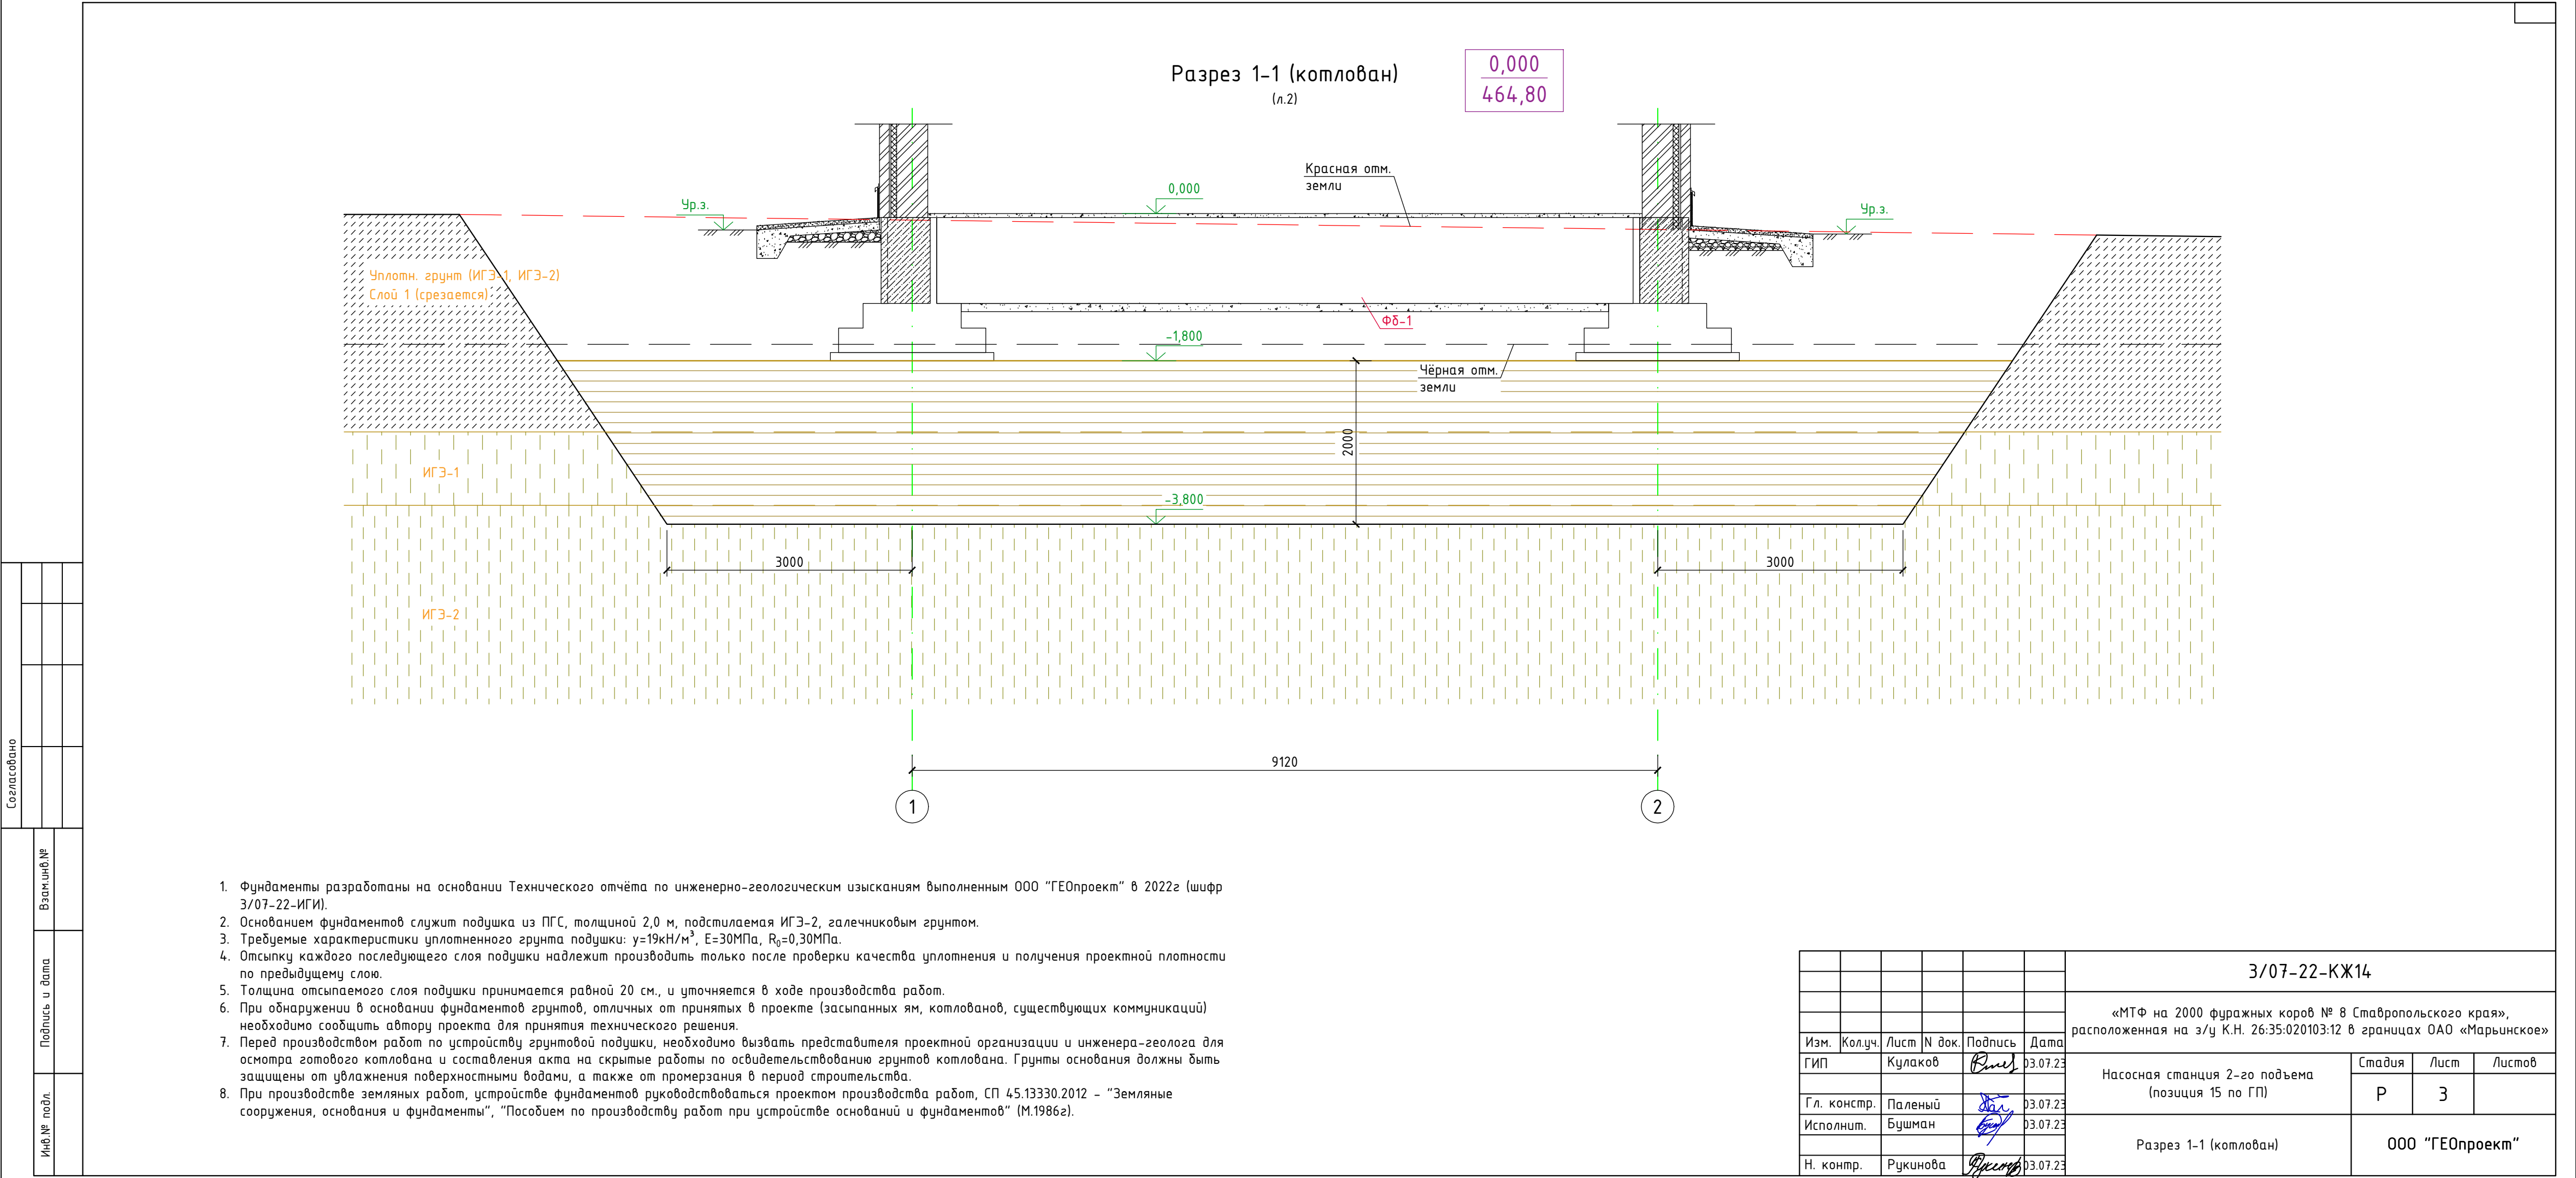 Разрез 1-1 (котлован)
(л.2)
0,000
464,80
Красная отм.
земли
0,000
Ур.з.
Ур.з.
Уплотн. грунт (ИГЭ-1, ИГЭ-2)
Слой 1 (срезается)
Фб-1
-1,800
Чёрная отм.
земли
2000
ИГЭ-1
-3,800
3000
3000
ИГЭ-2
9120
1
2
Согласовано
Взам.инв.№
Подпись и дата
Инв.№ подл.
1. Фундаменты разработаны на основании Технического отчёта по инженерно-геологическим изысканиям выполненным ООО "ГЕОпроект" в 2022г (шифр
3/07-22-ИГИ).
2. Основанием фундаментов служит подушка из ПГС, толщиной 2,0 м, подстилаемая ИГЭ-2, галечниковым грунтом.
3. Требуемые характеристики уплотненного грунта подушки: у=19кН/м³, Е=30МПа, R₀=0,30МПа.
4. Отсыпку каждого последующего слоя подушки надлежит производить только после проверки качества уплотнения и получения проектной плотности
по предыдущему слою.
5. Толщина отсыпаемого слоя подушки принимается равной 20 см., и уточняется в ходе производства работ.
6. При обнаружении в основании фундаментов грунтов, отличных от принятых в проекте (засыпанных ям, котлованов, существующих коммуникаций)
необходимо сообщить автору проекта для принятия технического решения.
7. Перед производством работ по устройству грунтовой подушки, необходимо вызвать представителя проектной организации и инженера-геолога для
осмотра готового котлована и составления акта на скрытые работы по освидетельствованию грунтов котлована. Грунты основания должны быть
защищены от увлажнения поверхностными водами, а также от промерзания в период строительства.
8. При производстве земляных работ, устройстве фундаментов руководствоваться проектом производства работ, СП 45.13330.2012 - "Земляные
сооружения, основания и фундаменты", "Пособием по производству работ при устройстве оснований и фундаментов" (М.1986г).
3/07-22-КЖ14
«МТФ на 2000 фуражных коров № 8 Ставропольского края»,
расположенная на з/у К.Н. 26:35:020103:12 в границах ОАО «Марьинское»
Изм. Кол.уч. Лист N док. Подпись Дата
ГИП Кулаков 03.07.23
Гл. констр. Паленый 03.07.23
Исполнит. Бушман 03.07.23
Н. контр. Рукинова 03.07.23
Насосная станция 2-го подъема
(позиция 15 по ГП)
Стадия Лист Листов
Р 3
Разрез 1-1 (котлован)
ООО "ГЕОпроект"